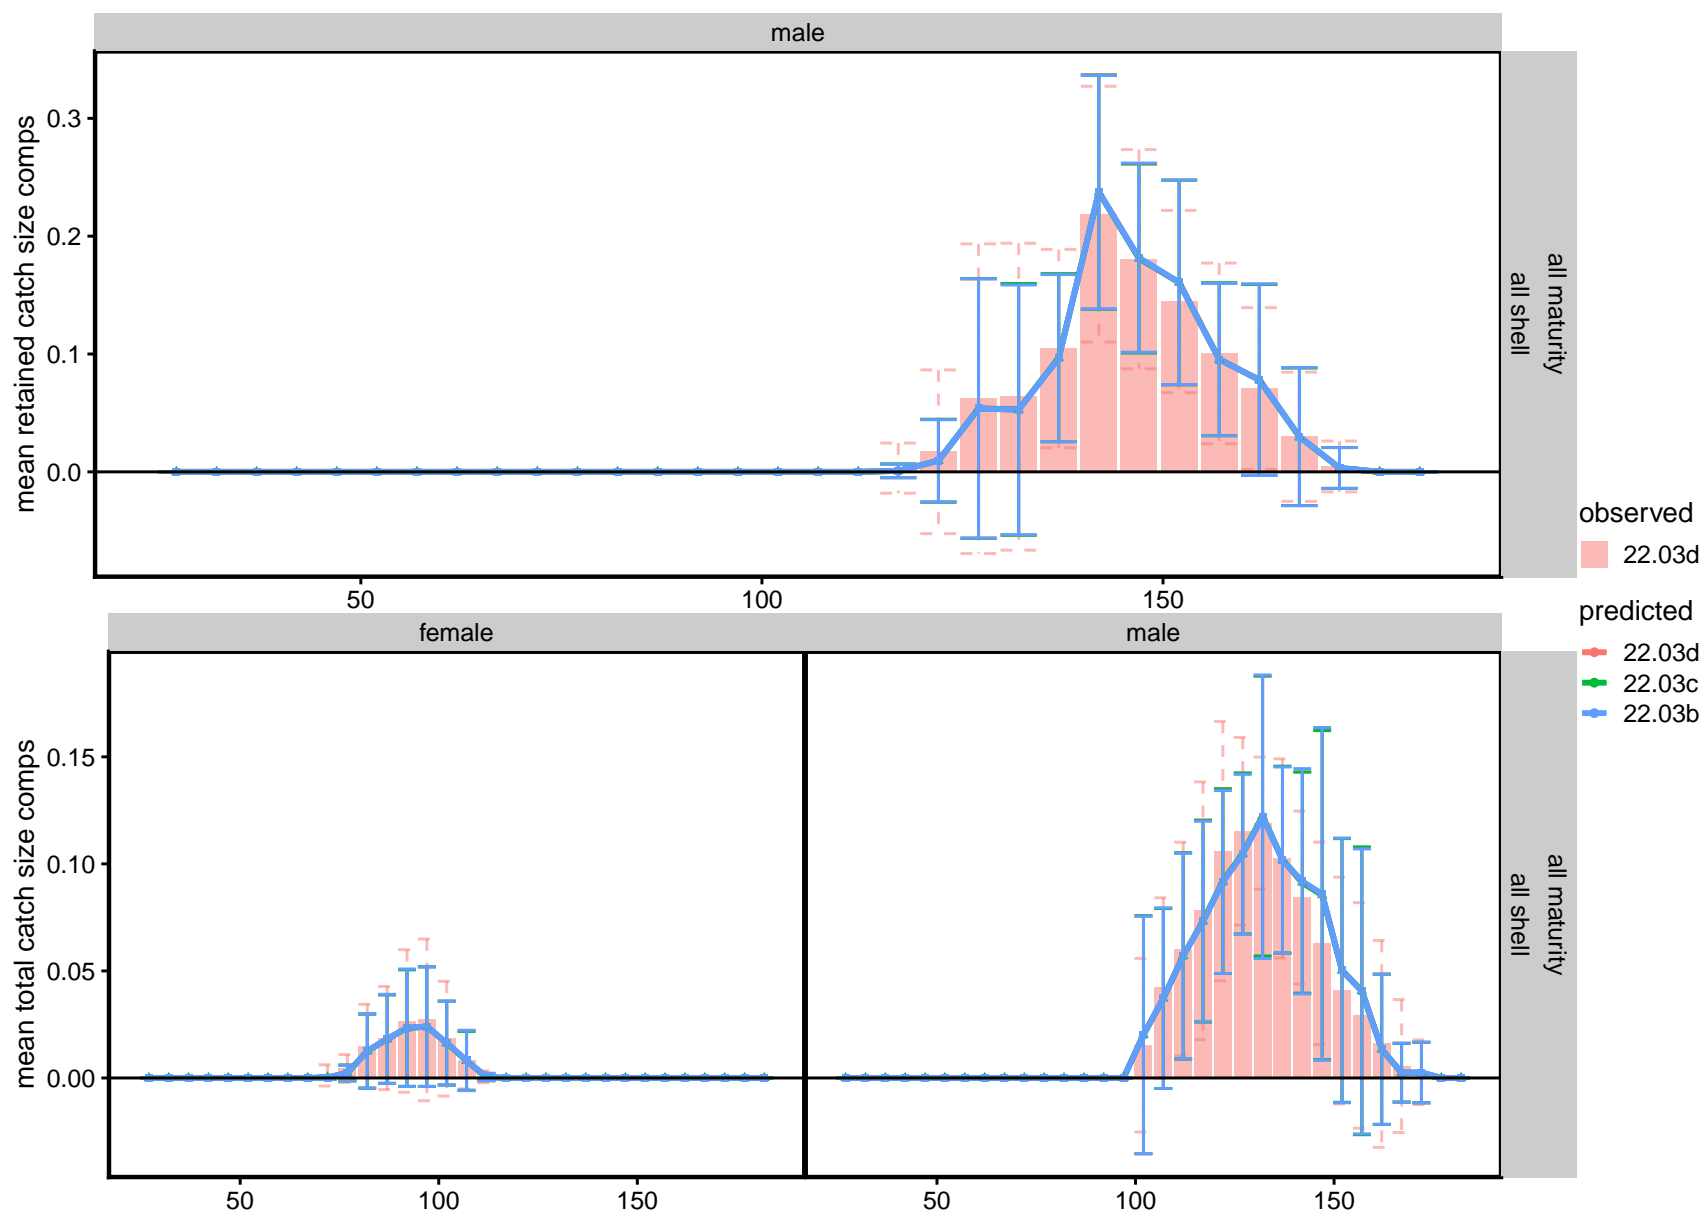 male
mean retained catch size comps
0.3
0.2
0.1
0.0
all maturity
all shell
50
100
150
observed
22.03d
predicted
22.03d
22.03c
22.03b
female
male
mean total catch size comps
0.15
0.10
0.05
0.00
all maturity
all shell
50
100
150
50
100
150